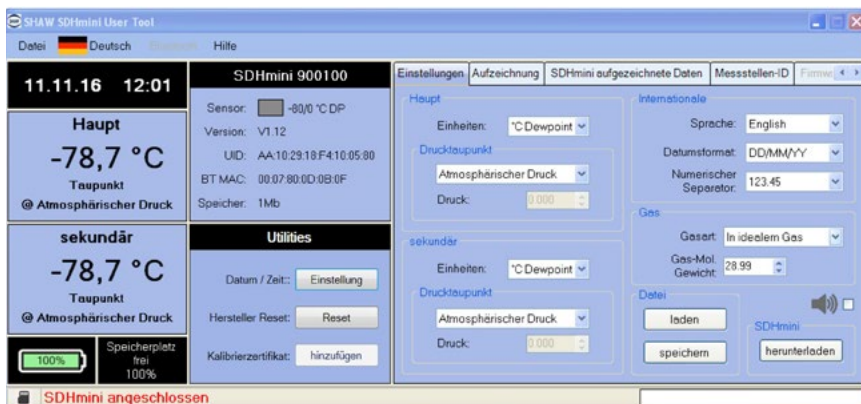 SHAW SDHmini User Tool
Datei Deutsch Bluetooth Hilfe
11.11.16 12:01
Haupt
-78,7 °C
Taupunkt
@ Atmosphärischer Druck
sekundär
-78,7 °C
Taupunkt
@ Atmosphärischer Druck
100%
Speicherplatz
frei
100%
SDHmini 900100
Sensor: -80/0 °C DP
Version: V1.12
UID: AA:10:29:18:F4:10:05:80
BT MAC: 00:07:80:0D:0B:0F
Speicher: 1Mb
Utilities
Datum / Zeit:: Einstellung
Hersteller Reset: Reset
Kalibrierzertifikat: hinzufügen
Einstellungen Aufzeichnung SDHmini aufgezeichnete Daten Messstellen-ID Firmw
Haupt
Einheiten: °C Dewpoint
Drucktaupunkt
Atmosphärischer Druck
Druck: 0.000
sekundär
Einheiten: °C Dewpoint
Drucktaupunkt
Atmosphärischer Druck
Druck: 0.000
Internationale
Sprache: English
Datumsformat: DD/MM/YY
Numerischer
Separator: 123.45
Gas
Gasart: In idealem Gas
Gas-Mol.
Gewicht: 28.99
Datei
laden
speichern
SDHmini
herunterladen
SDHmini angeschlossen